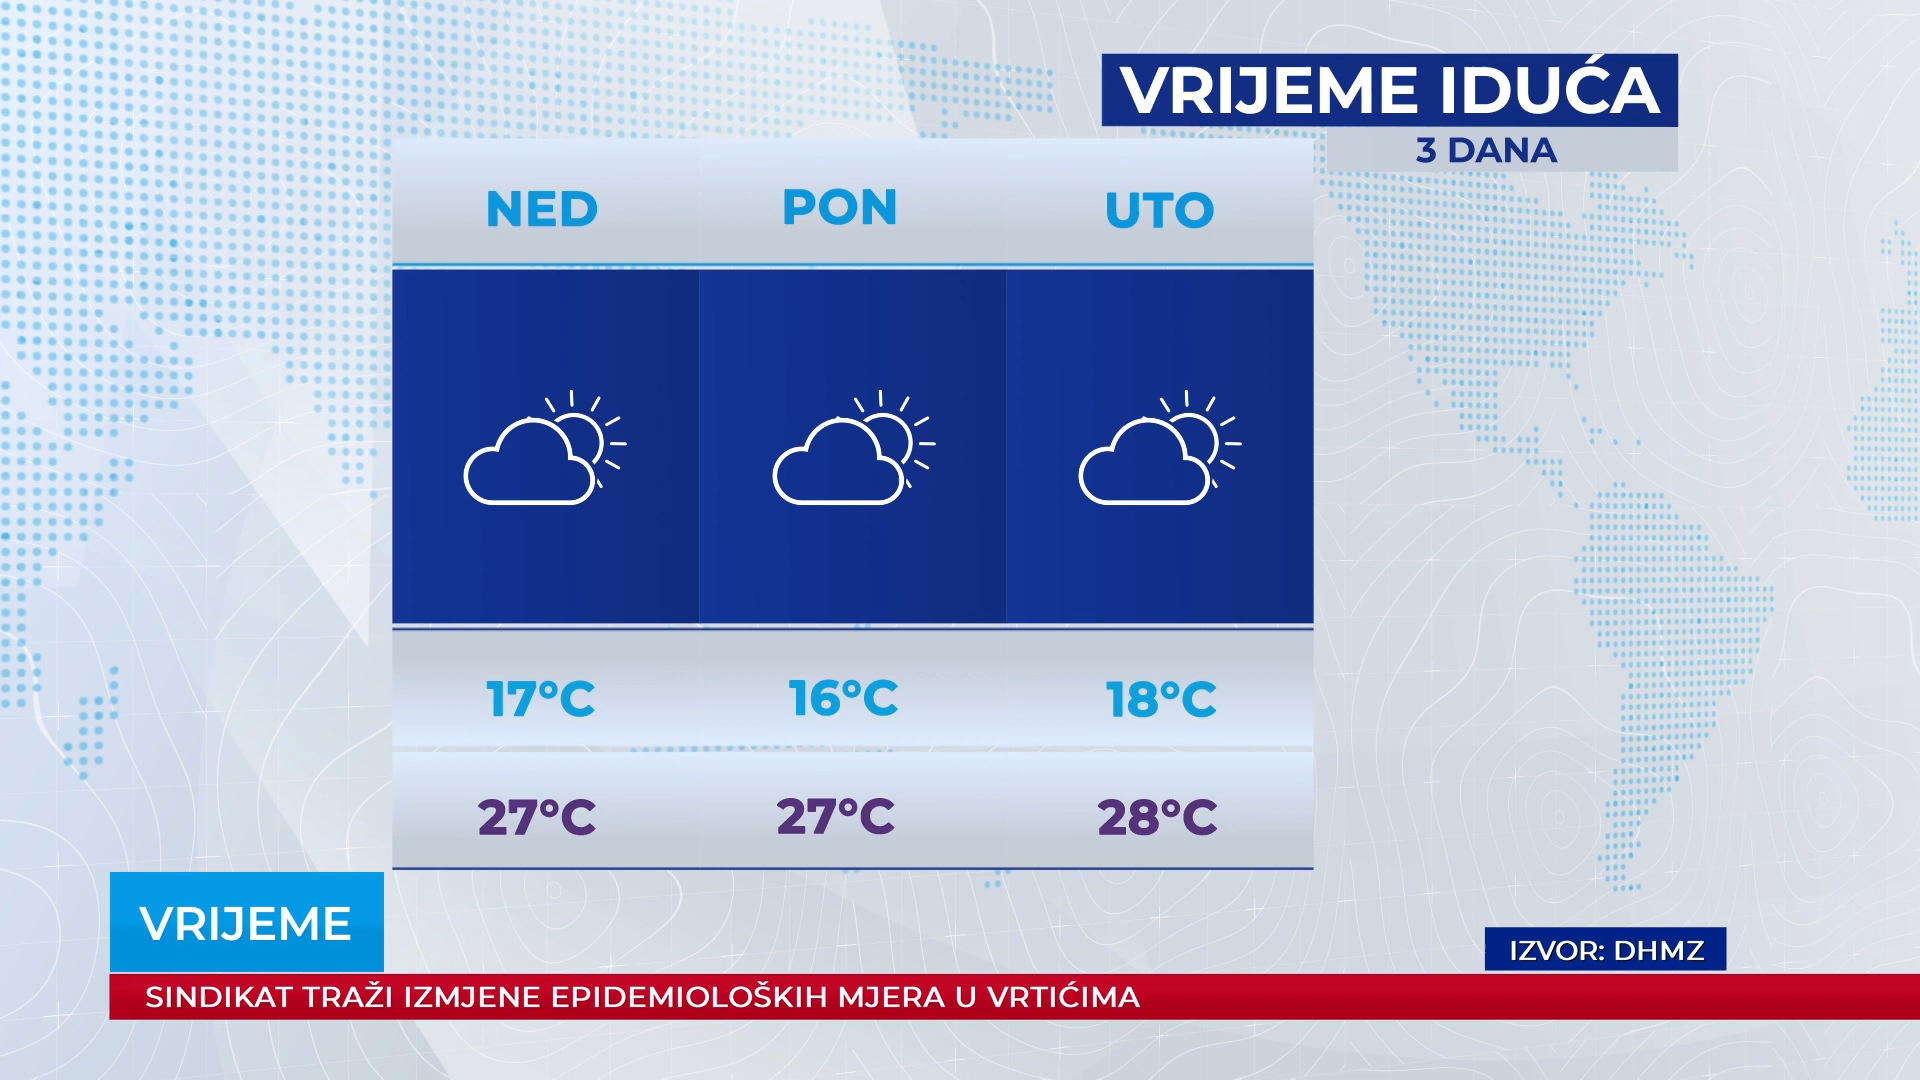 VRIJEME IDUĆA
3 DANA
NED PON UTO
17°C 16°C 18°C
27°C 27°C 28°C
VRIJEME
IZVOR: DHMZ
SINDIKAT TRAŽI IZMJENE EPIDEMIOLOŠKIH MJERA U VRTIĆIMA